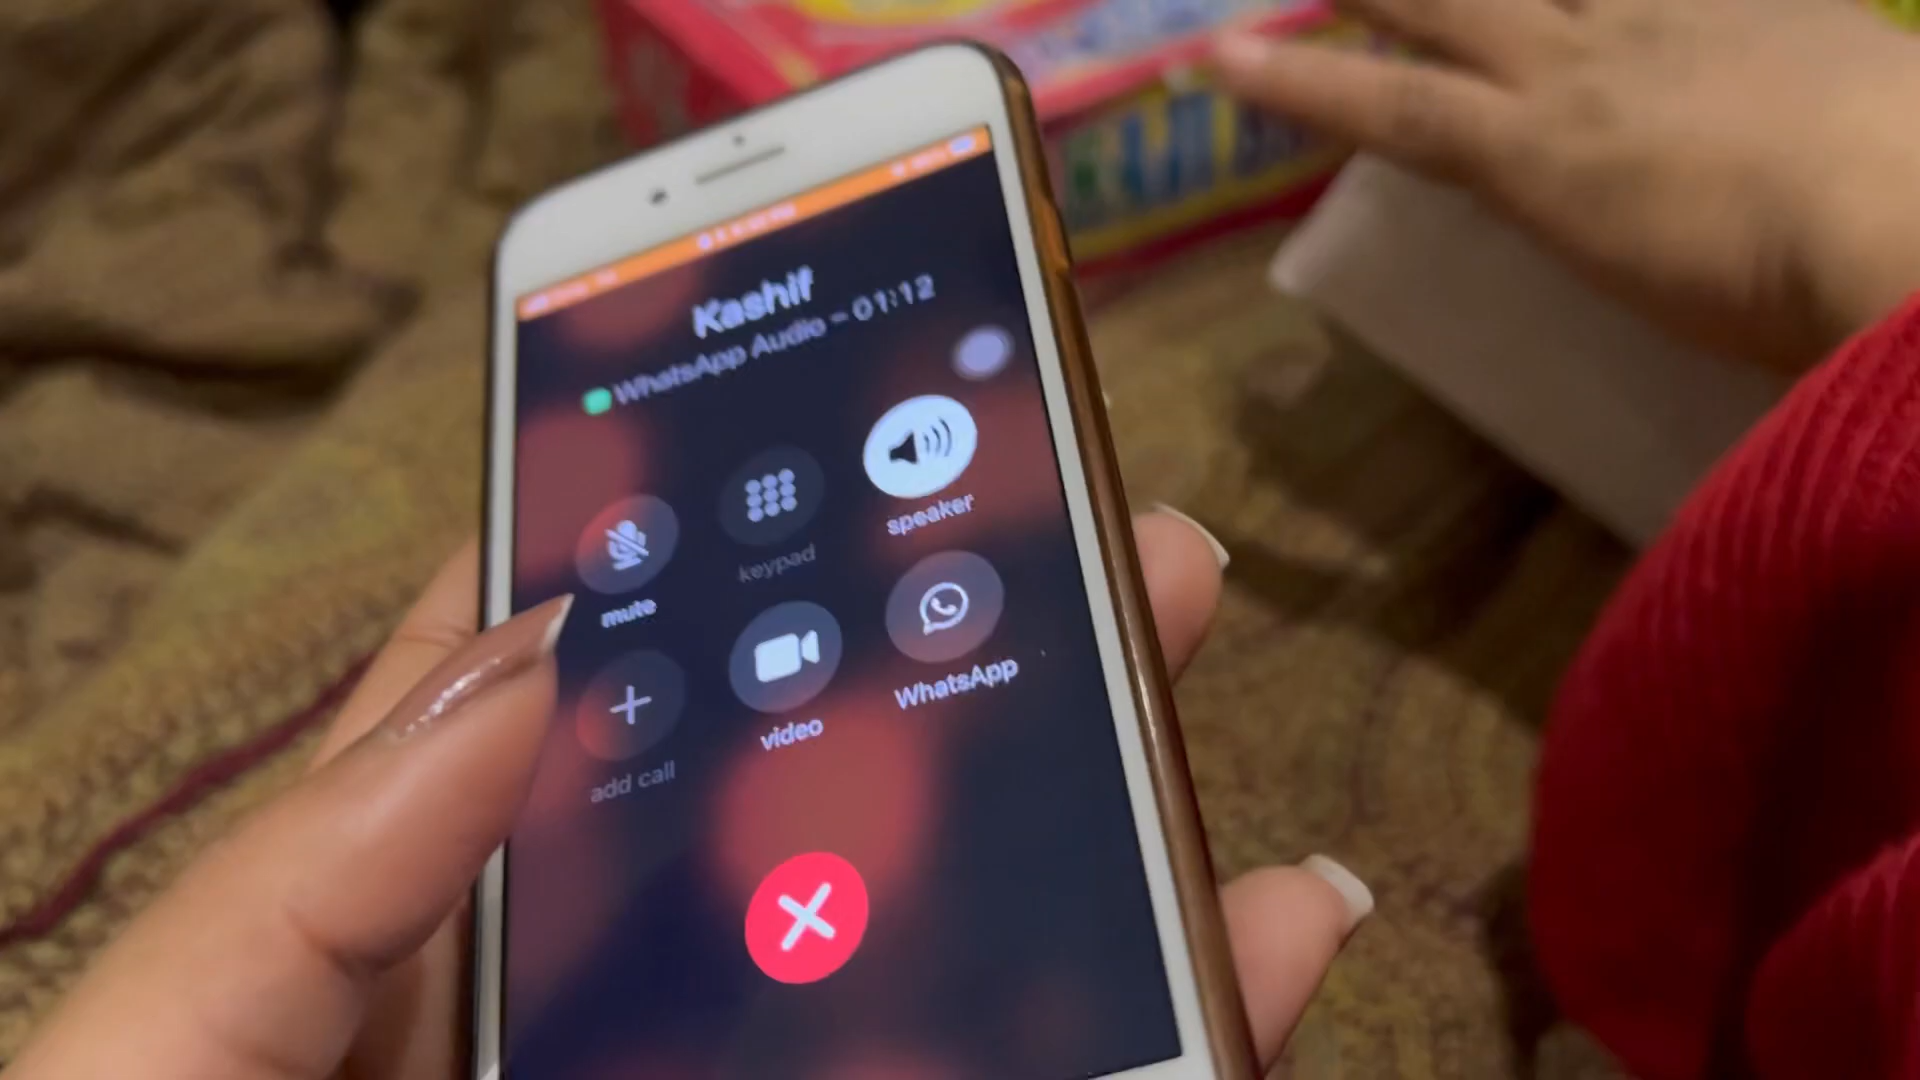 Kashif
WhatsApp Audio – 01:12
mute
keypad
speaker
add call
video
WhatsApp